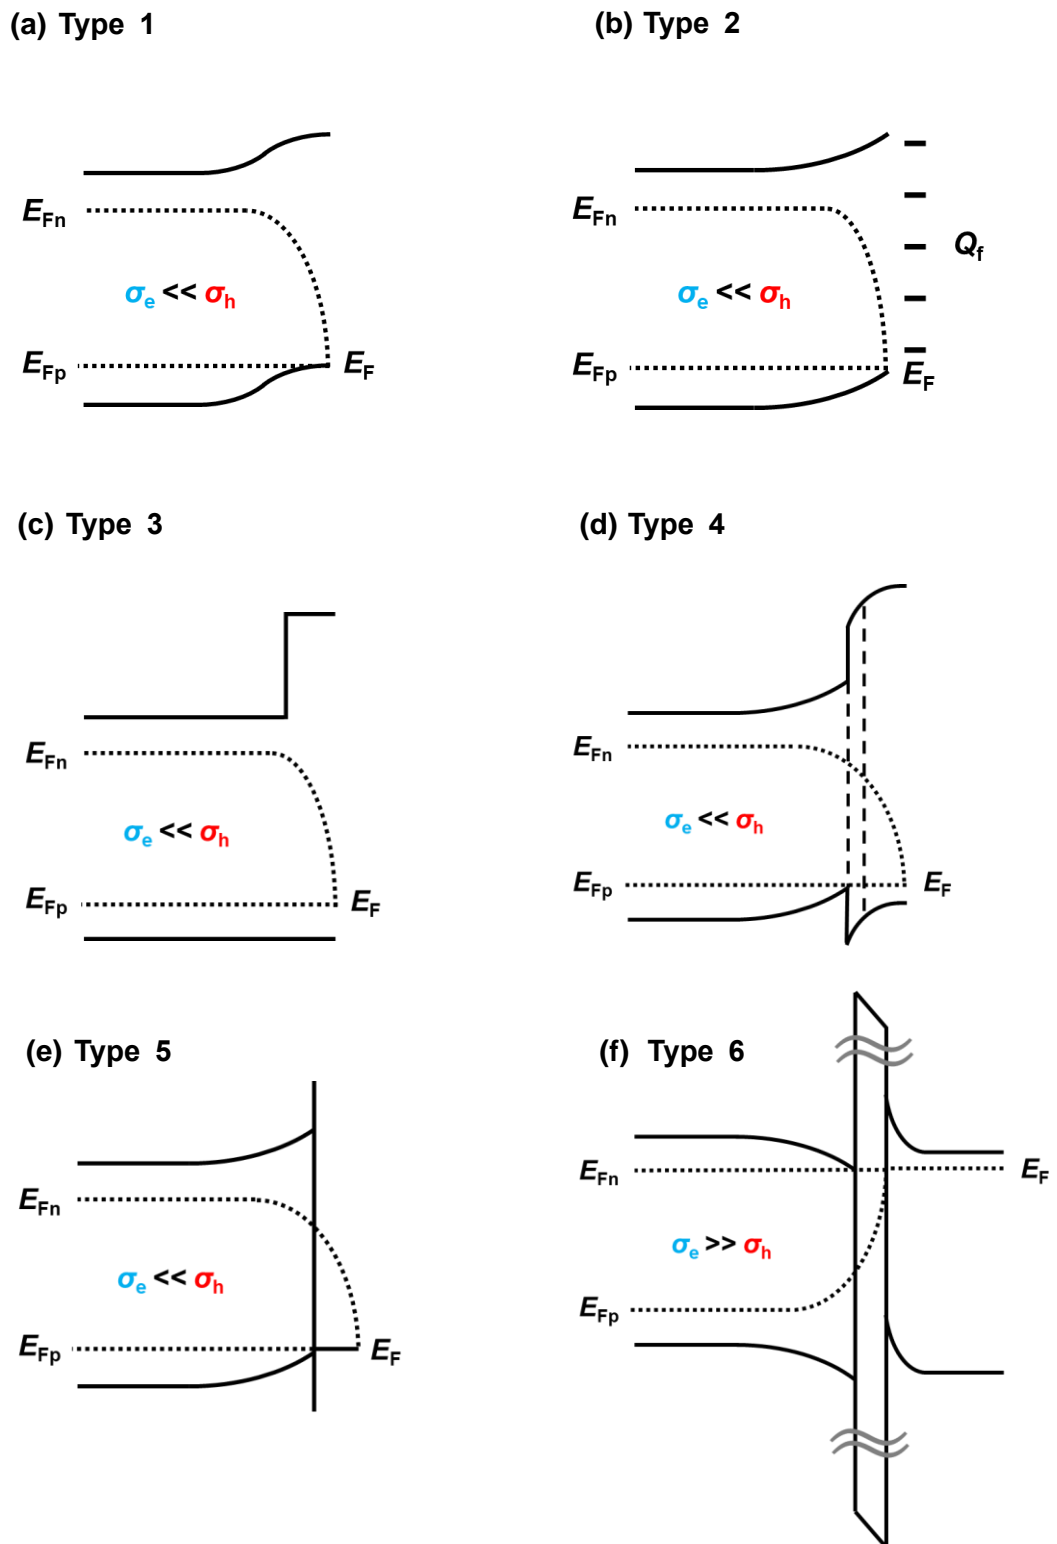 (a) Type 1
(b) Type 2
EFn
σe << σh
EFp
EF
EFn
Qf
σe << σh
EFp
EF
(c) Type 3
(d) Type 4
EFn
σe << σh
EFp
EF
EFn
σe << σh
EFp
EF
(e) Type 5
(f) Type 6
EFn
σe << σh
EFp
EF
EFn
EF
σe >> σh
EFp